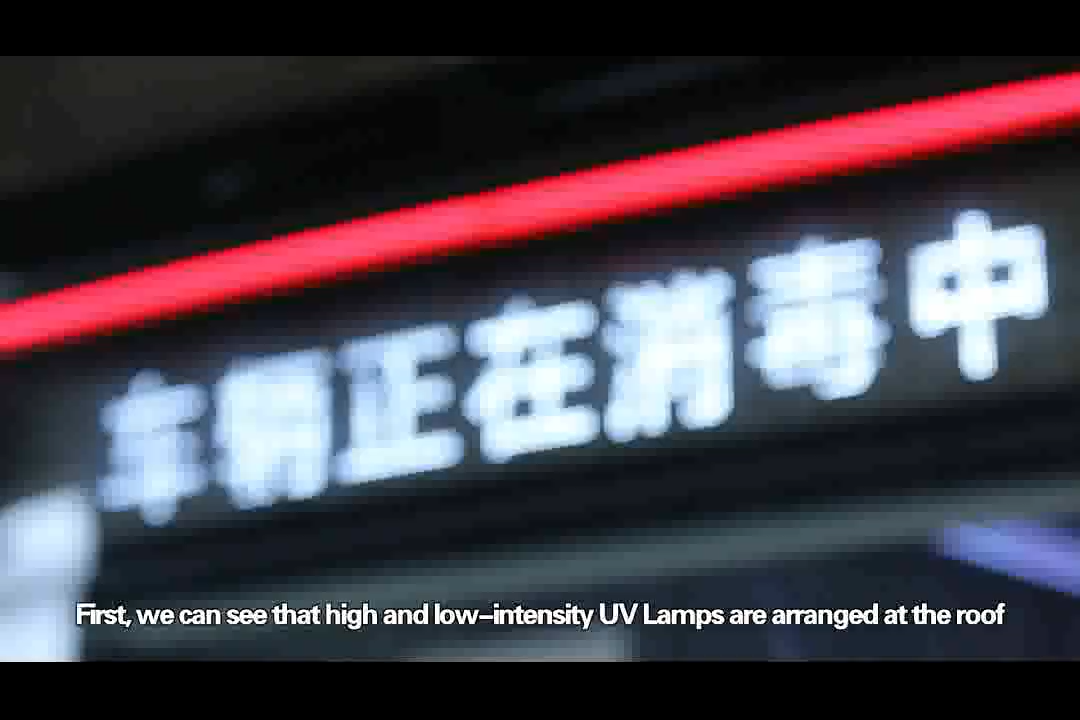 车辆正在消毒中
First, we can see that high and low-intensity UV Lamps are arranged at the roof